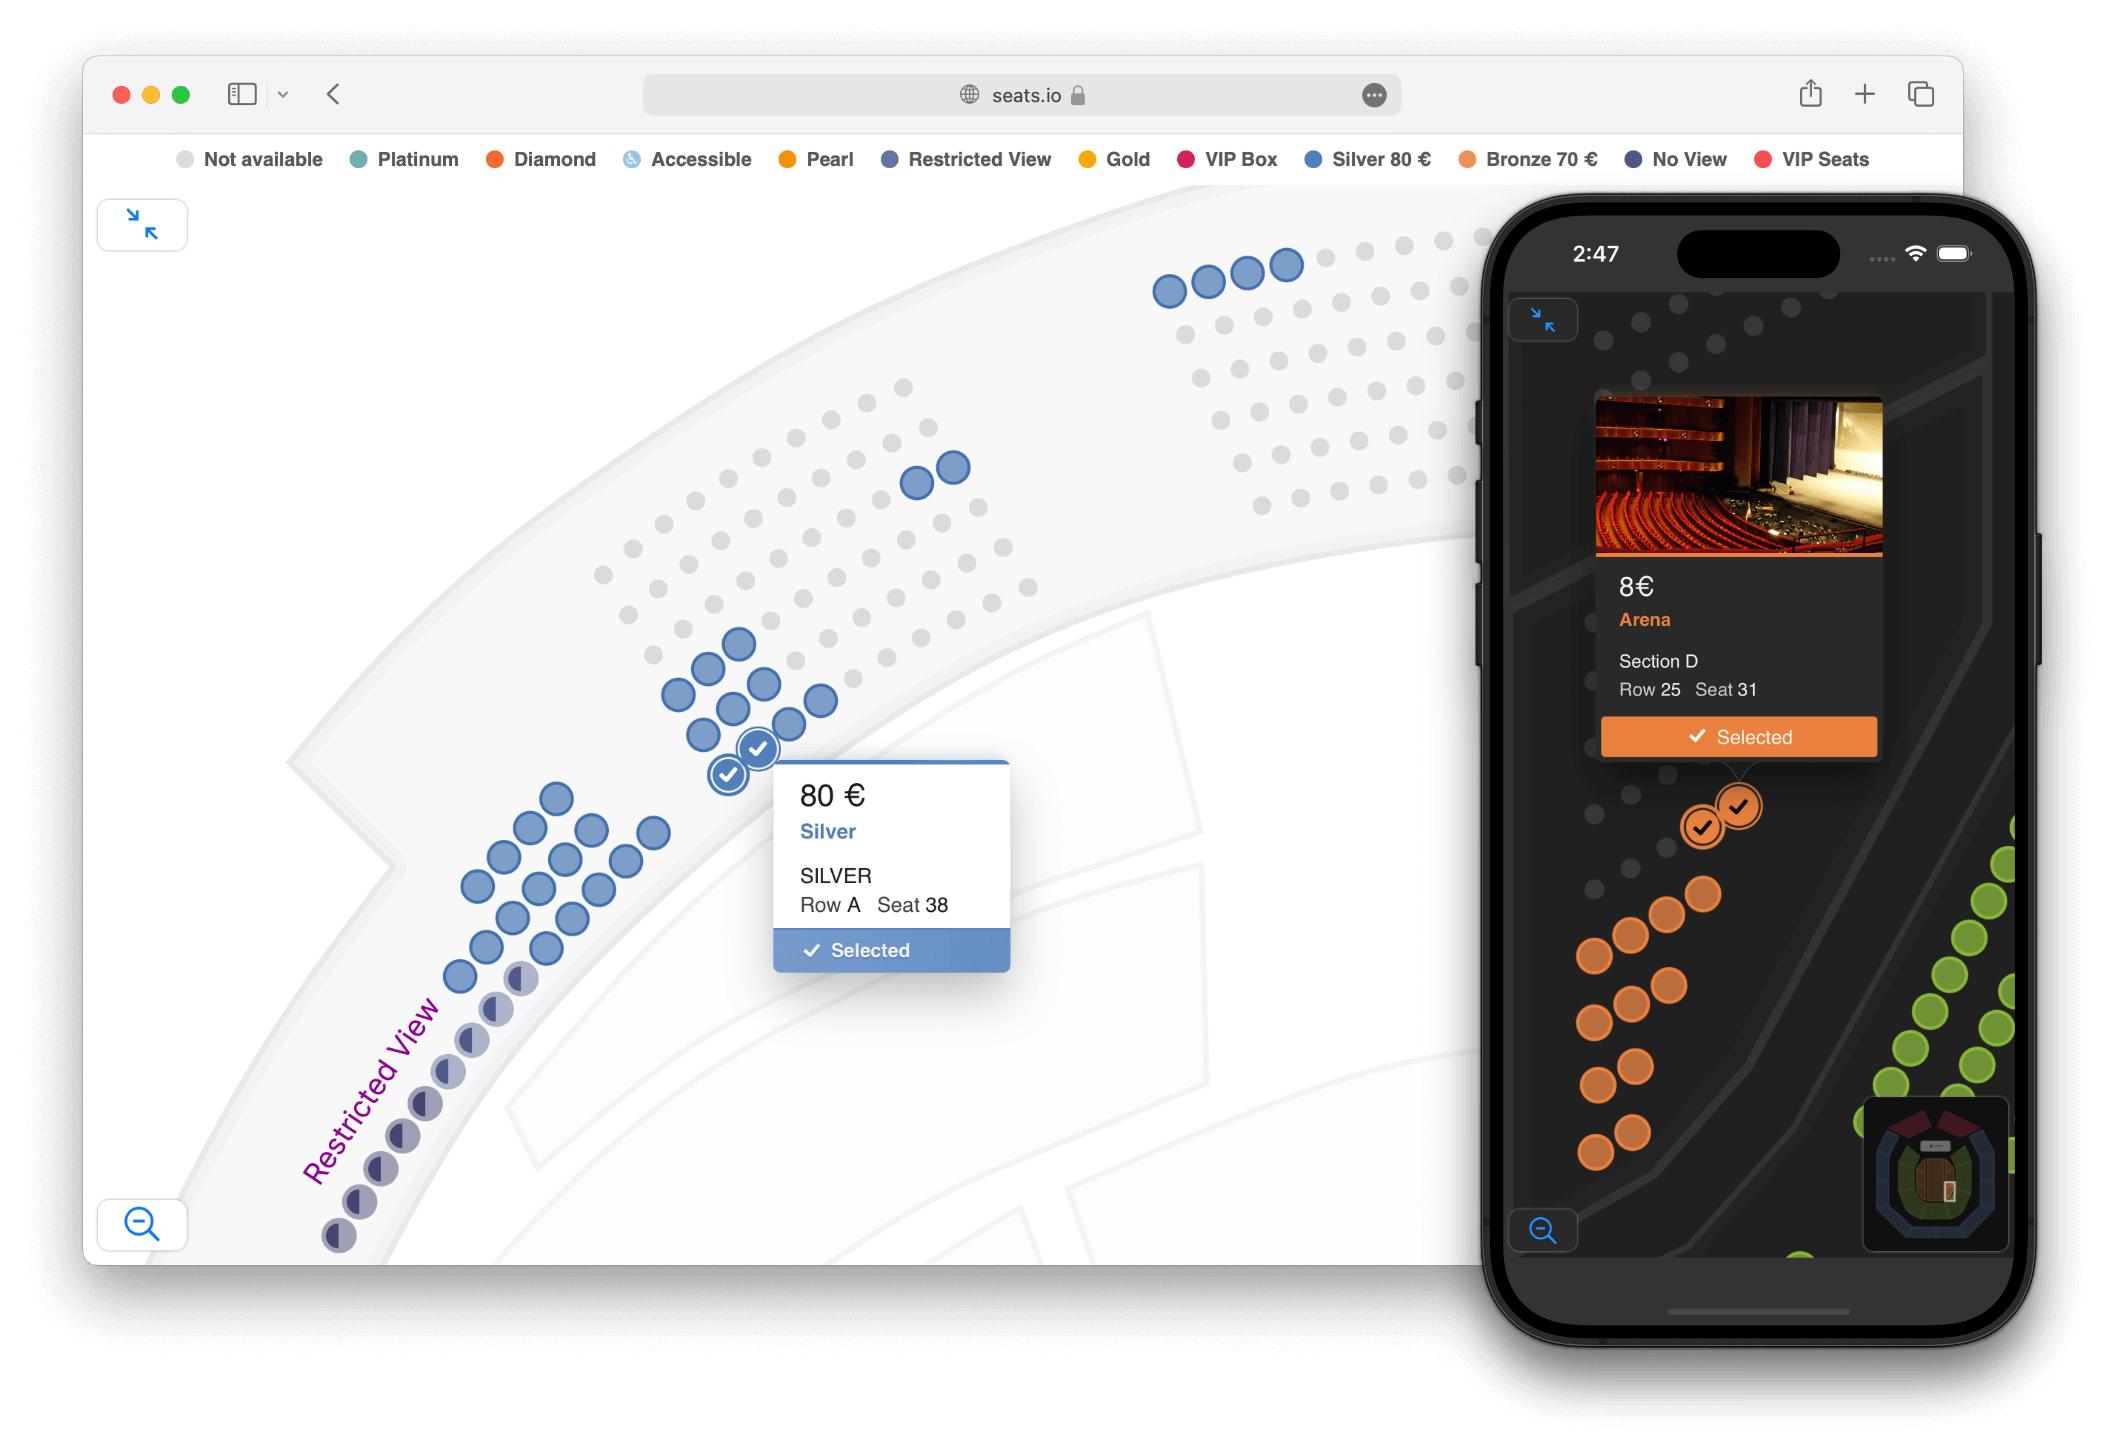 seats.io
Not available Platinum Diamond Accessible Pearl Restricted View Gold VIP Box Silver 80 € Bronze 70 € No View VIP Seats
80 €
Silver
SILVER
Row A Seat 38
Selected
Restricted View
2:47
8€
Arena
Section D
Row 25 Seat 31
Selected